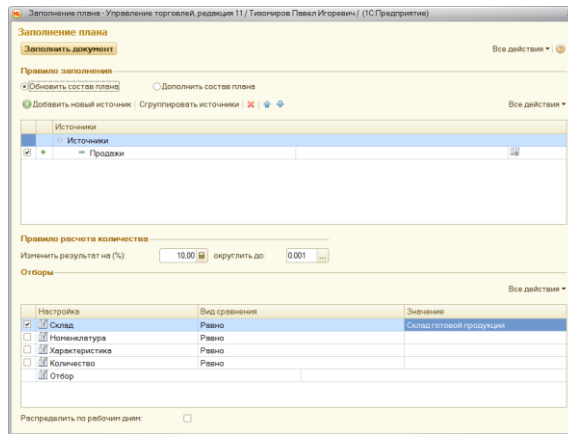 Заполнение плана - Управление торговлей, редакция 11 / Тихомиров Павел Игоревич / (1С:Предприятие)
Заполнение плана
Заполнить документ
Все действия
Правило заполнения
Обновить состав плана Дополнить состав плана
Добавить новый источник Сгруппировать источники Все действия
Источники
Источники
Продажи
Правило расчета количества
Изменить результат на (%): 10,00 округлить до: 0.001 ...
Отборы
Все действия
Настройка Вид сравнения Значение
Склад Равно Склад готовой продукции
Номенклатура Равно
Характеристика Равно
Количество Равно
Отбор
Распределить по рабочим дням: